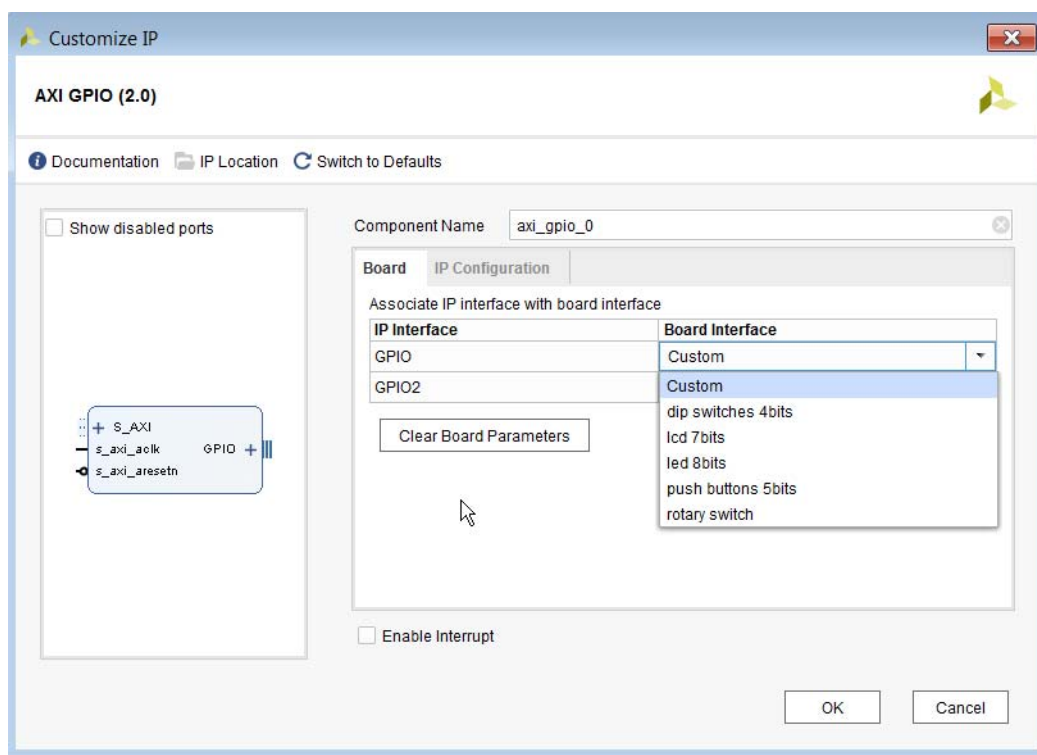 Customize IP
AXI GPIO (2.0)
Documentation IP Location Switch to Defaults
Show disabled ports
S_AXI
s_axi_aclk GPIO
s_axi_aresetn
Component Name axi_gpio_0
Board IP Configuration
Associate IP interface with board interface
IP Interface Board Interface
GPIO Custom
GPIO2
Custom
dip switches 4bits
lcd 7bits
led 8bits
push buttons 5bits
rotary switch
Clear Board Parameters
Enable Interrupt
OK Cancel